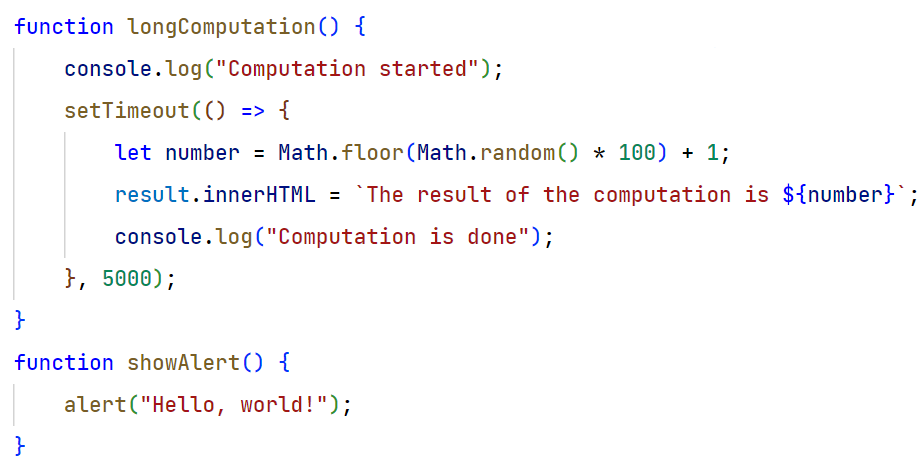 function longComputation() {
    console.log("Computation started");
    setTimeout(() => {
        let number = Math.floor(Math.random() * 100) + 1;
        result.innerHTML = `The result of the computation is ${number}`;
        console.log("Computation is done");
    }, 5000);
}
function showAlert() {
    alert("Hello, world!");
}